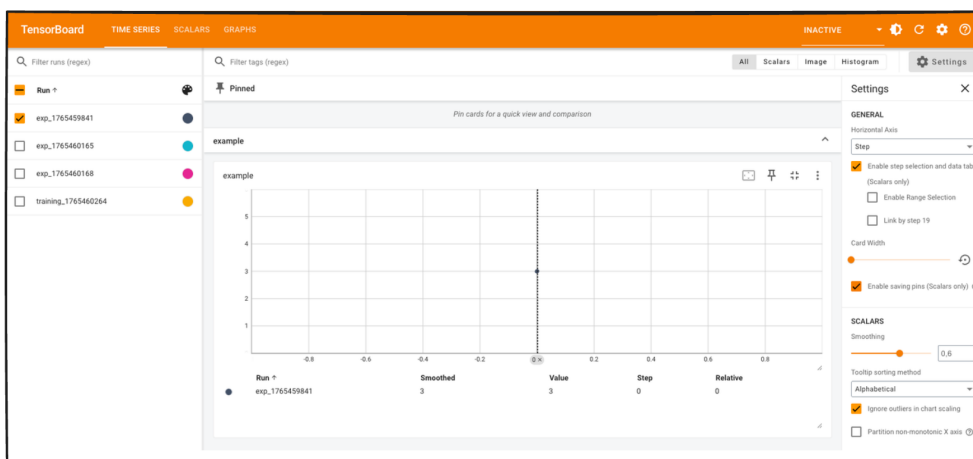 TensorBoard TIME SERIES SCALARS GRAPHS INACTIVE
Filter runs (regex)
Run ↑
exp_1765459841
exp_1765460165
exp_1765460168
training_1765460264
Filter tags (regex) All Scalars Image Histogram Settings
Pinned
Pin cards for a quick view and comparison
example
example
5
4
3
2
1
-0.8 -0.6 -0.4 -0.2 0 × 0.2 0.4 0.6 0.8
Run ↑ Smoothed Value Step Relative
exp_1765459841 3 3 0 0
Settings
GENERAL
Horizontal Axis
Step
Enable step selection and data tab
(Scalars only)
Enable Range Selection
Link by step 19
Card Width
Enable saving pins (Scalars only)
SCALARS
Smoothing
0,6
Tooltip sorting method
Alphabetical
Ignore outliers in chart scaling
Partition non-monotonic X axis